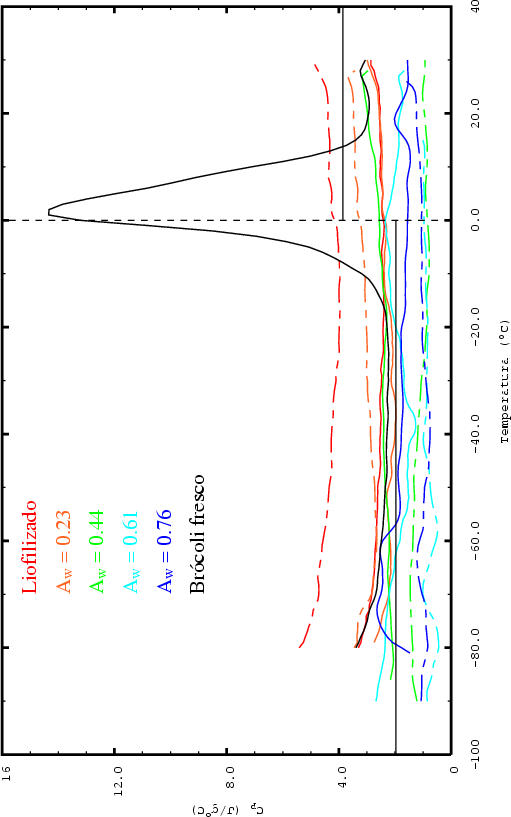 Liofilizado
Aw = 0.23
Aw = 0.44
Aw = 0.61
Aw = 0.76
Brócoli fresco
16
12.0
8.0
4.0
0
Cp (J/g°C)
-100
-80.0
-60.0
-40.0
-20.0
0.0
20.0
40
Temperatura (°C)